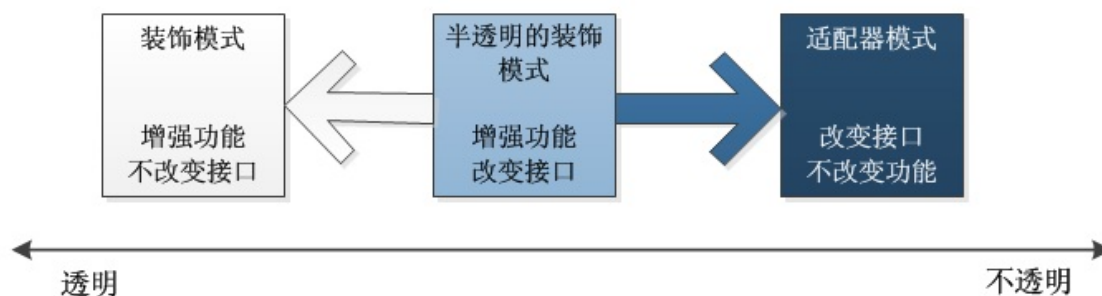 装饰模式
增强功能
不改变接口
半透明的装饰
模式
增强功能
改变接口
适配器模式
改变接口
不改变功能
透明
不透明